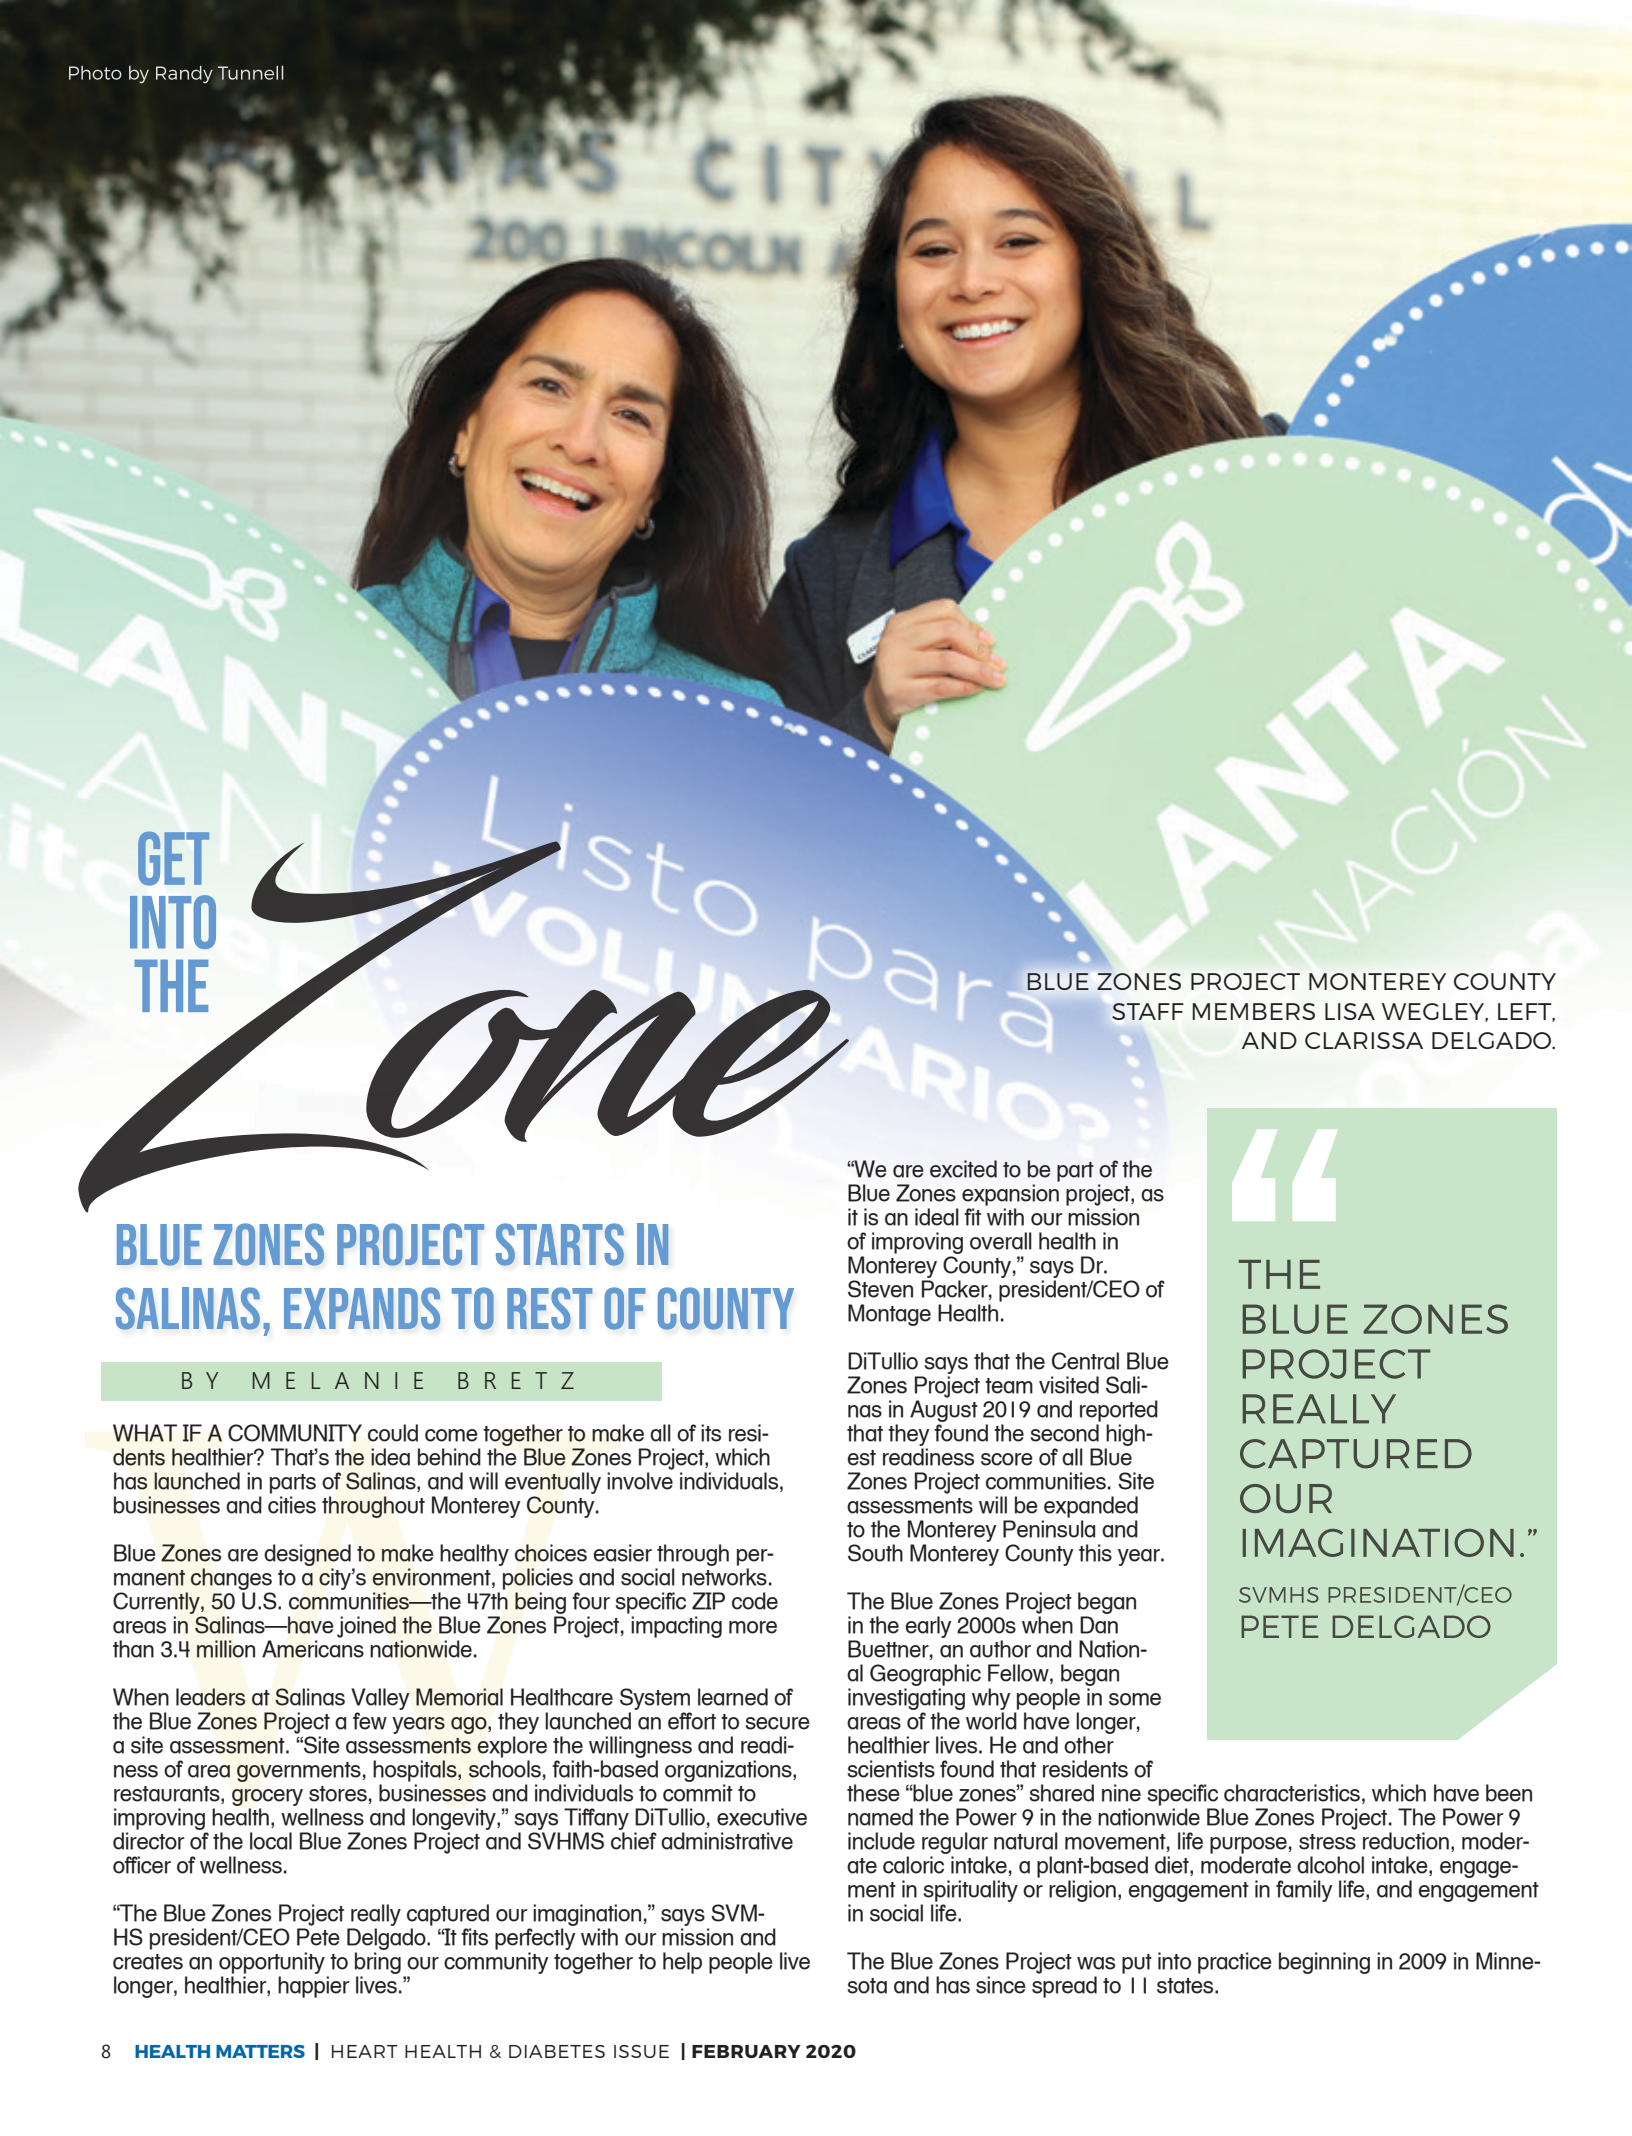 Photo by Randy Tunnell
CITY
200 LINCOLN
LANTA
Listo para
VOLUNTARIO?
GET
INTO
THE
Zone
BLUE ZONES PROJECT MONTEREY COUNTY
STAFF MEMBERS LISA WEGLEY, LEFT,
AND CLARISSA DELGADO.
BLUE ZONES PROJECT STARTS IN
SALINAS, EXPANDS TO REST OF COUNTY
BY MELANIE BRETZ
WHAT IF A COMMUNITY could come together to make all of its resi-
dents healthier? That’s the idea behind the Blue Zones Project, which
has launched in parts of Salinas, and will eventually involve individuals,
businesses and cities throughout Monterey County.
Blue Zones are designed to make healthy choices easier through per-
manent changes to a city’s environment, policies and social networks.
Currently, 50 U.S. communities—the 47th being four specific ZIP code
areas in Salinas—have joined the Blue Zones Project, impacting more
than 3.4 million Americans nationwide.
When leaders at Salinas Valley Memorial Healthcare System learned of
the Blue Zones Project a few years ago, they launched an effort to secure
a site assessment. “Site assessments explore the willingness and readi-
ness of area governments, hospitals, schools, faith-based organizations,
restaurants, grocery stores, businesses and individuals to commit to
improving health, wellness and longevity,” says Tiffany DiTullio, executive
director of the local Blue Zones Project and SVHMS chief administrative
officer of wellness.
“The Blue Zones Project really captured our imagination,” says SVM-
HS president/CEO Pete Delgado. “It fits perfectly with our mission and
creates an opportunity to bring our community together to help people live
longer, healthier, happier lives.”
“We are excited to be part of the
Blue Zones expansion project, as
it is an ideal fit with our mission
of improving overall health in
Monterey County,” says Dr.
Steven Packer, president/CEO of
Montage Health.
DiTullio says that the Central Blue
Zones Project team visited Sali-
nas in August 2019 and reported
that they found the second high-
est readiness score of all Blue
Zones Project communities. Site
assessments will be expanded
to the Monterey Peninsula and
South Monterey County this year.
The Blue Zones Project began
in the early 2000s when Dan
Buettner, an author and Nation-
al Geographic Fellow, began
investigating why people in some
areas of the world have longer,
healthier lives. He and other
scientists found that residents of
these “blue zones” shared nine specific characteristics, which have been
named the Power 9 in the nationwide Blue Zones Project. The Power 9
include regular natural movement, life purpose, stress reduction, moder-
ate caloric intake, a plant-based diet, moderate alcohol intake, engage-
ment in spirituality or religion, engagement in family life, and engagement
in social life.
The Blue Zones Project was put into practice beginning in 2009 in Minne-
sota and has since spread to 11 states.
“
THE
BLUE ZONES
PROJECT
REALLY
CAPTURED
OUR
IMAGINATION.”
SVMHS PRESIDENT/CEO
PETE DELGADO
8 HEALTH MATTERS | HEART HEALTH & DIABETES ISSUE | FEBRUARY 2020